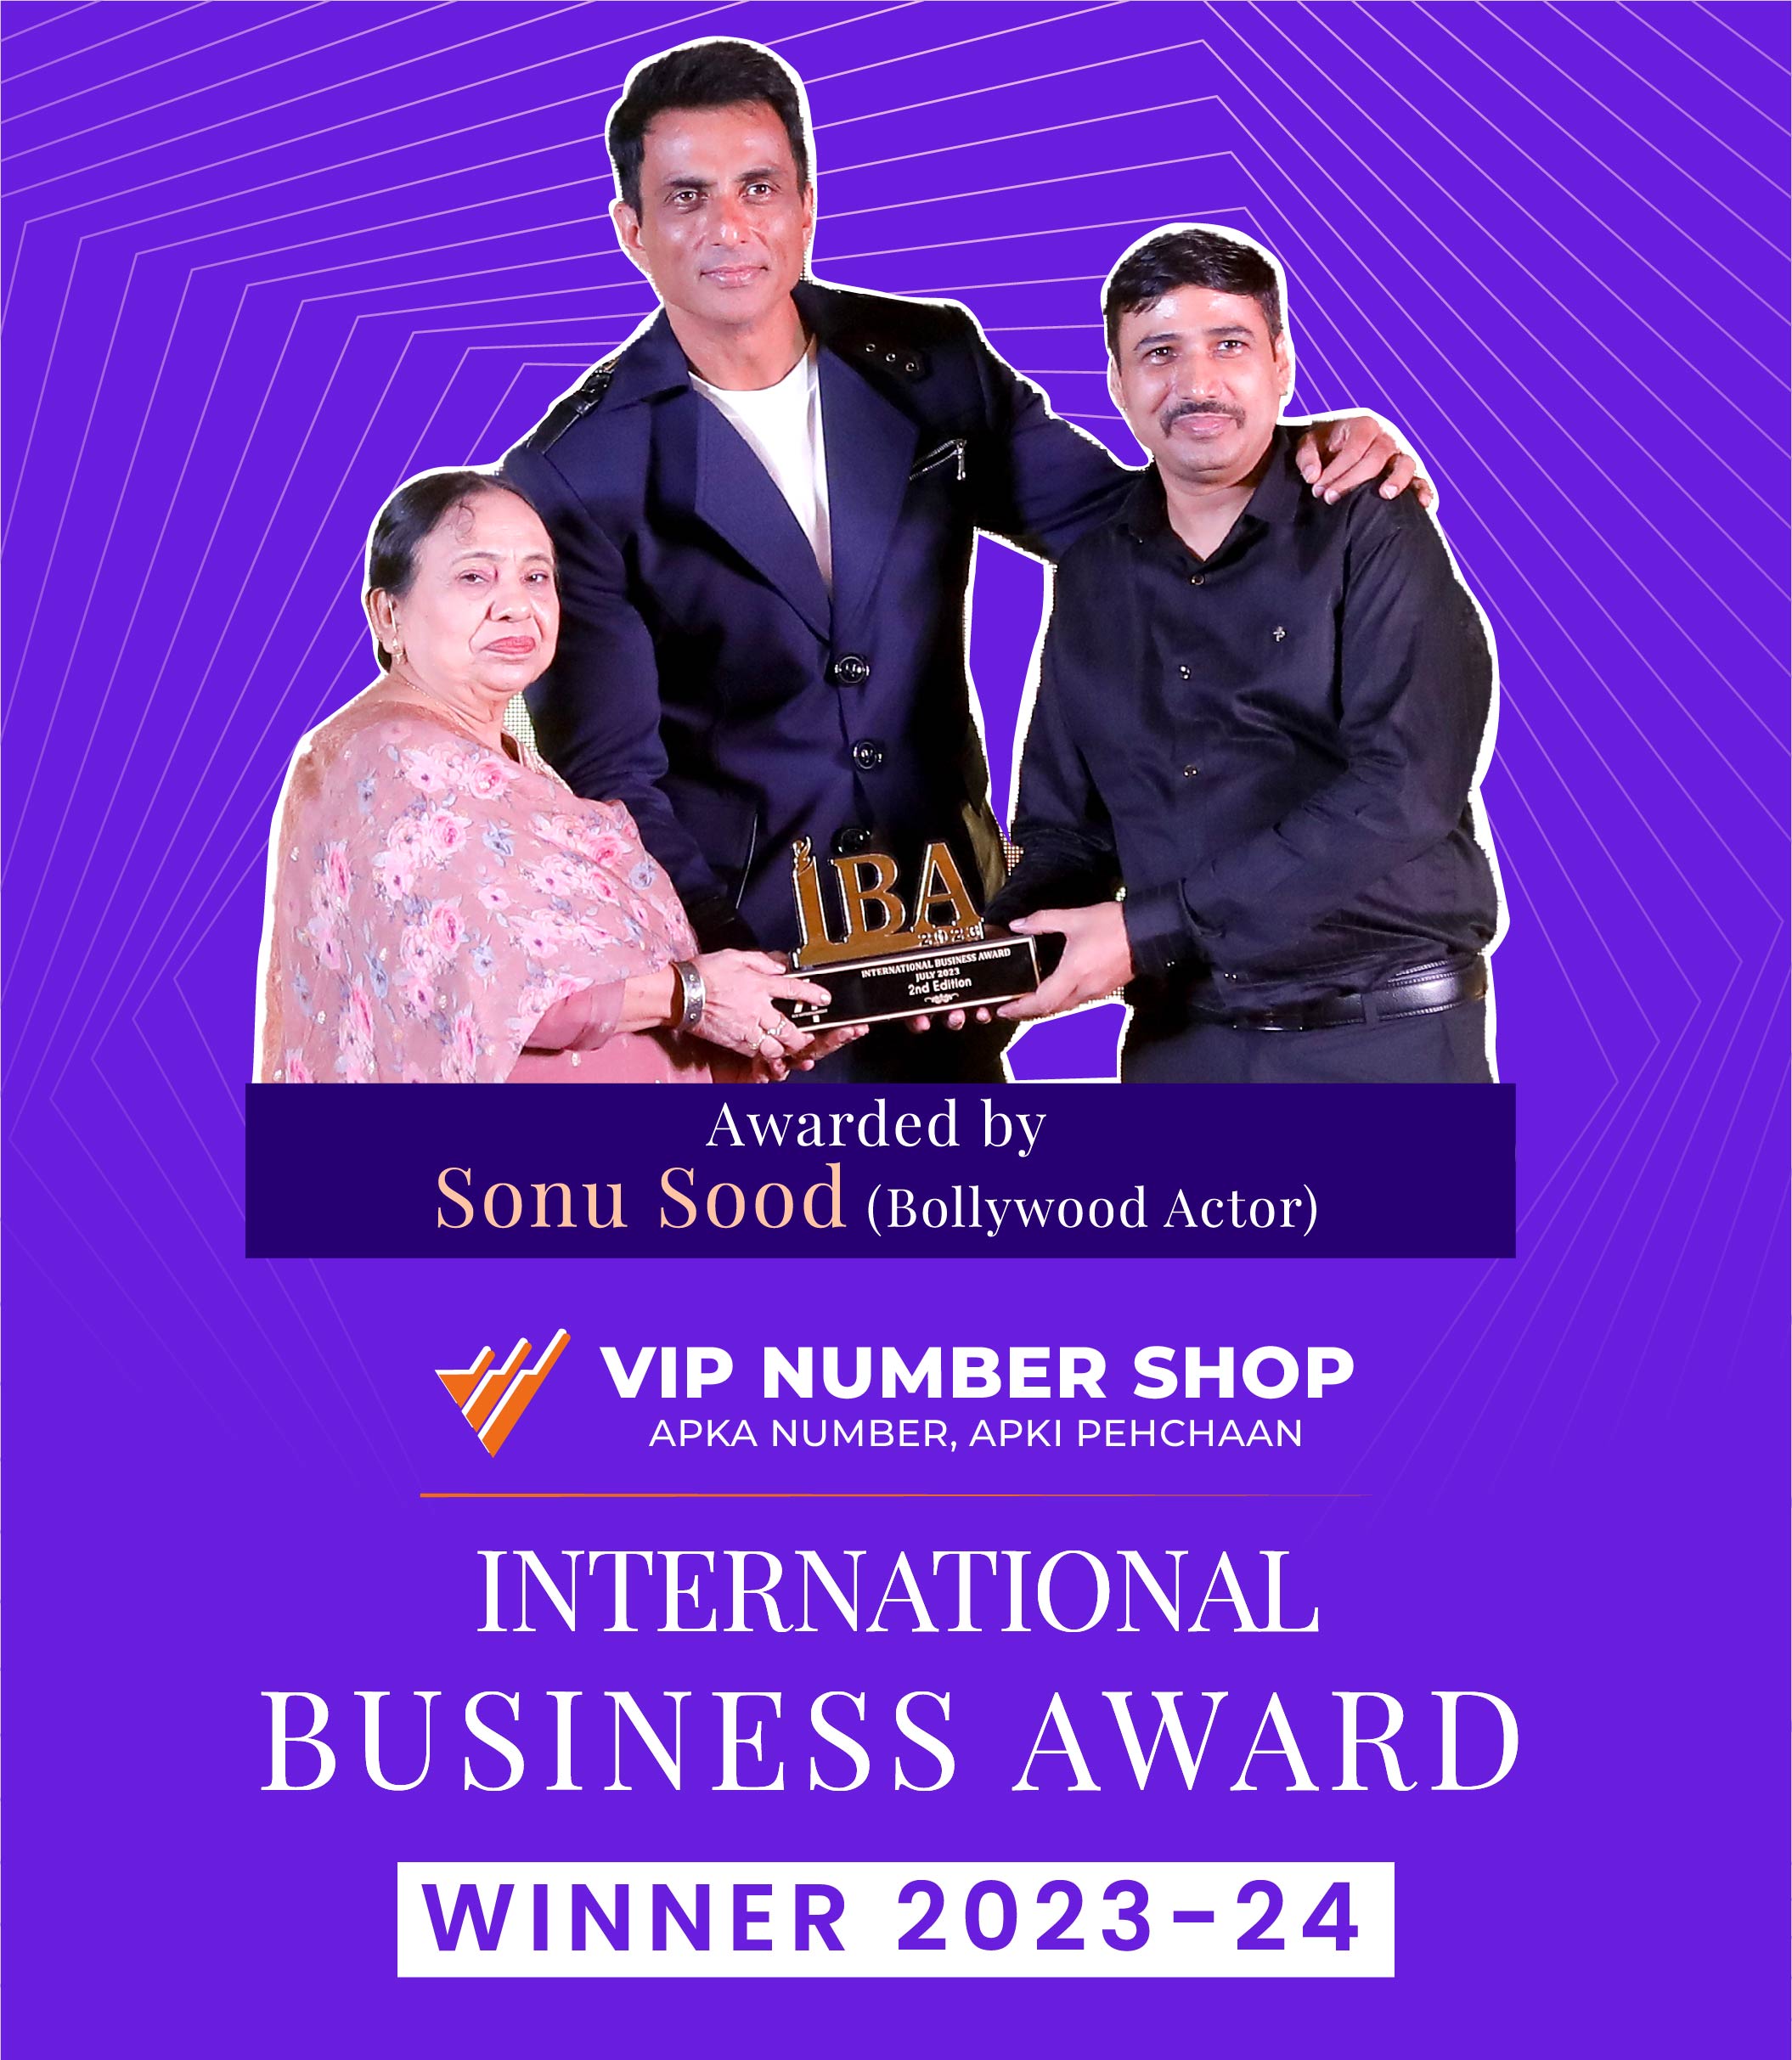 IBA
2023
INTERNATIONAL BUSINESS AWARD
JULY 2023
2nd Edition
Awarded by
Sonu Sood (Bollywood Actor)
VIP NUMBER SHOP
APKA NUMBER, APKI PEHCHAAN
INTERNATIONAL
BUSINESS AWARD
WINNER 2023-24